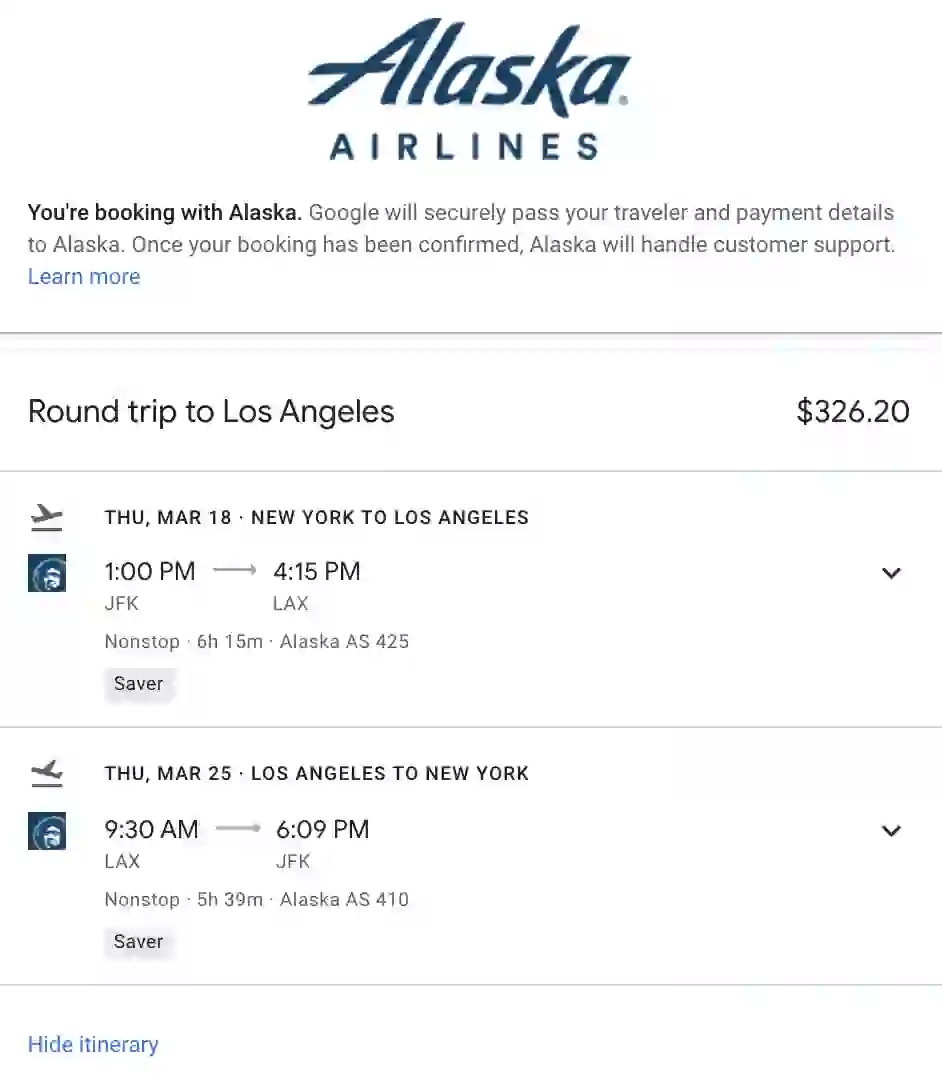 Alaska
AIRLINES
You're booking with Alaska. Google will securely pass your traveler and payment details
to Alaska. Once your booking has been confirmed, Alaska will handle customer support.
Learn more
Round trip to Los Angeles $326.20
THU, MAR 18 · NEW YORK TO LOS ANGELES
1:00 PM 4:15 PM
JFK LAX
Nonstop · 6h 15m · Alaska AS 425
Saver
THU, MAR 25 · LOS ANGELES TO NEW YORK
9:30 AM 6:09 PM
LAX JFK
Nonstop · 5h 39m · Alaska AS 410
Saver
Hide itinerary